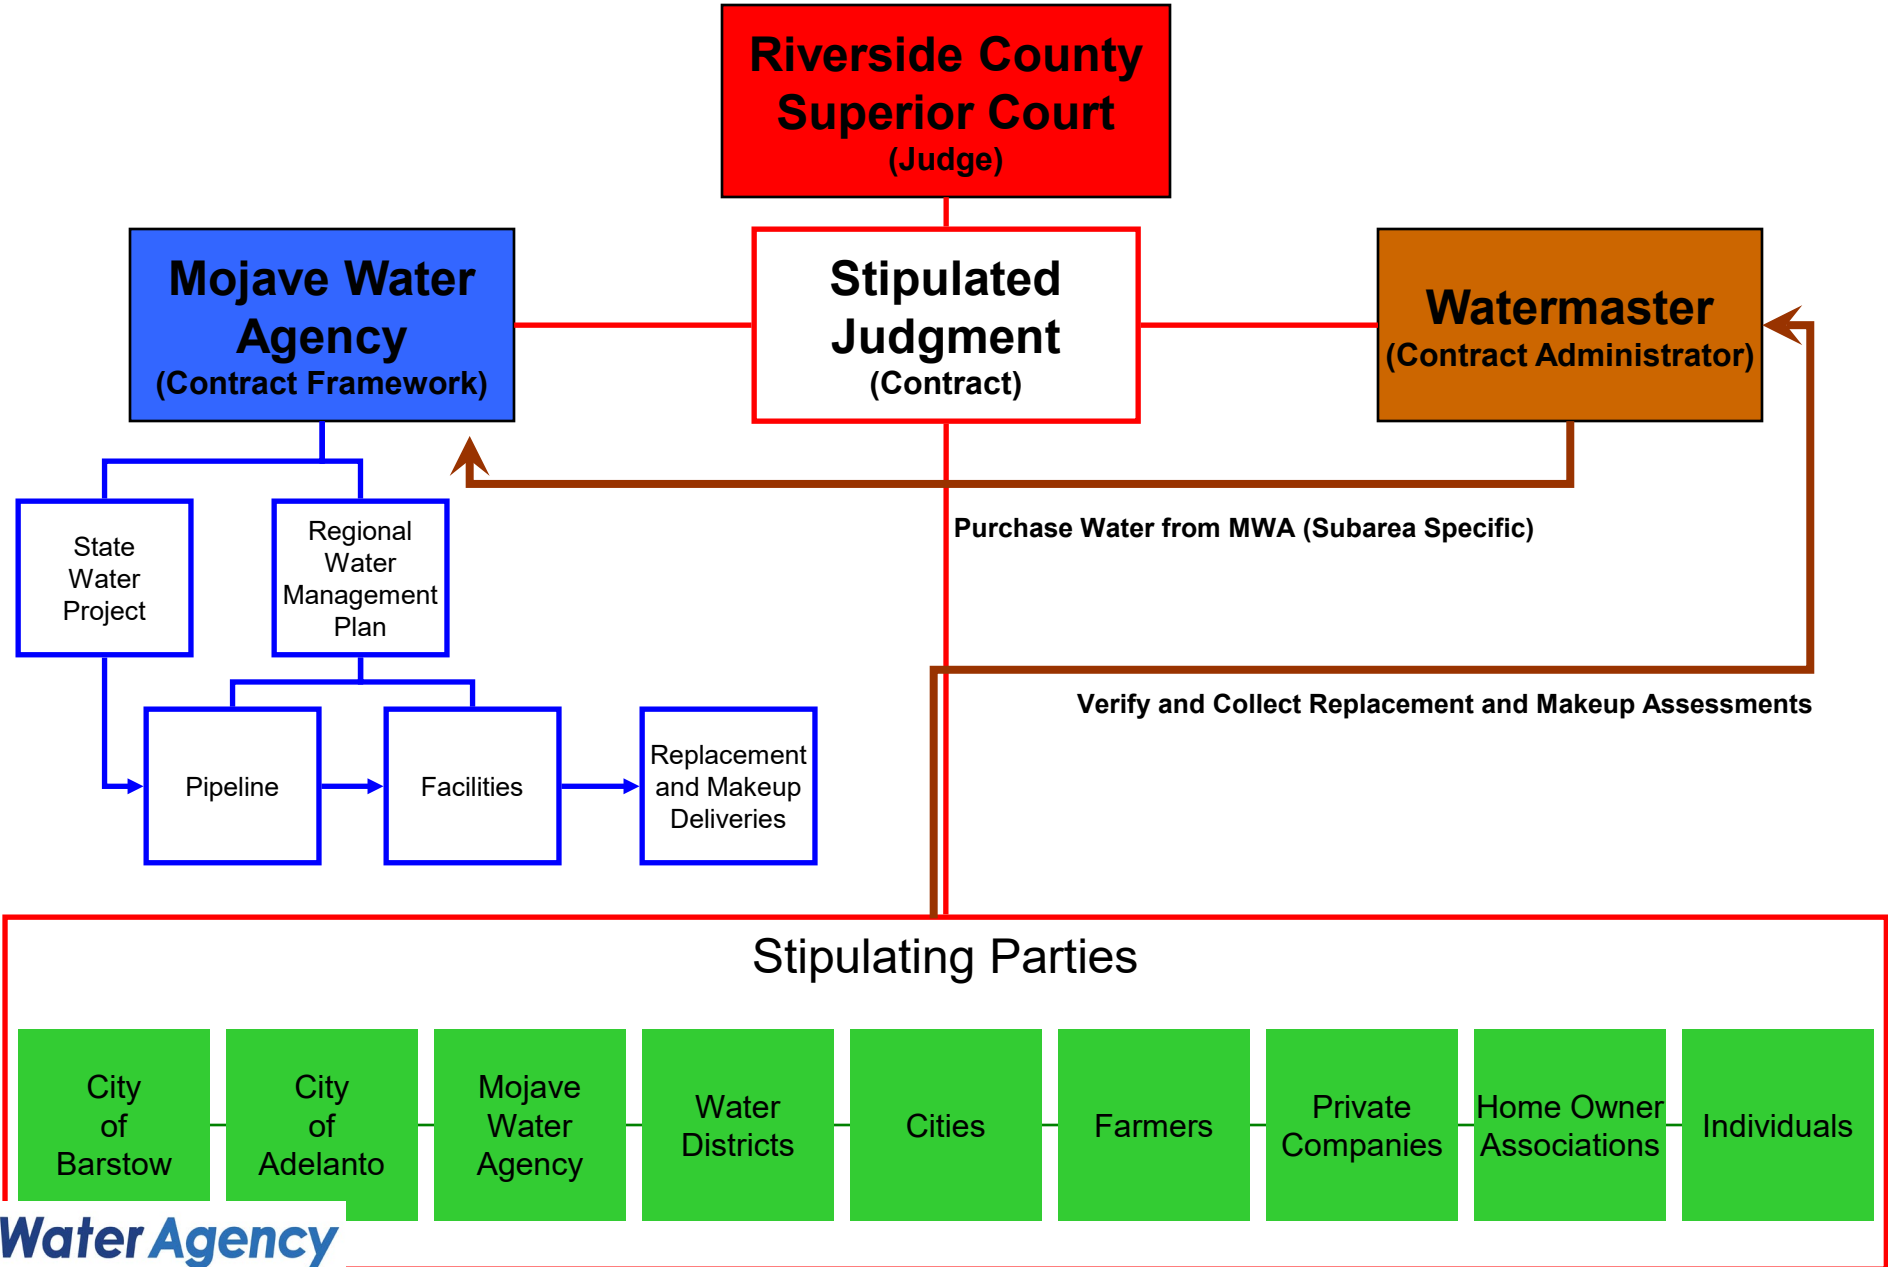 Riverside County
Superior Court
(Judge)
Mojave Water
Agency
(Contract Framework)
Stipulated
Judgment
(Contract)
Watermaster
(Contract Administrator)
Purchase Water from MWA (Subarea Specific)
State
Water
Project
Regional
Water
Management
Plan
Verify and Collect Replacement and Makeup Assessments
Pipeline
Facilities
Replacement
and Makeup
Deliveries
Stipulating Parties
City
of
Barstow
City
of
Adelanto
Mojave
Water
Agency
Water
Districts
Cities
Farmers
Private
Companies
Home Owner
Associations
Individuals
Water Agency